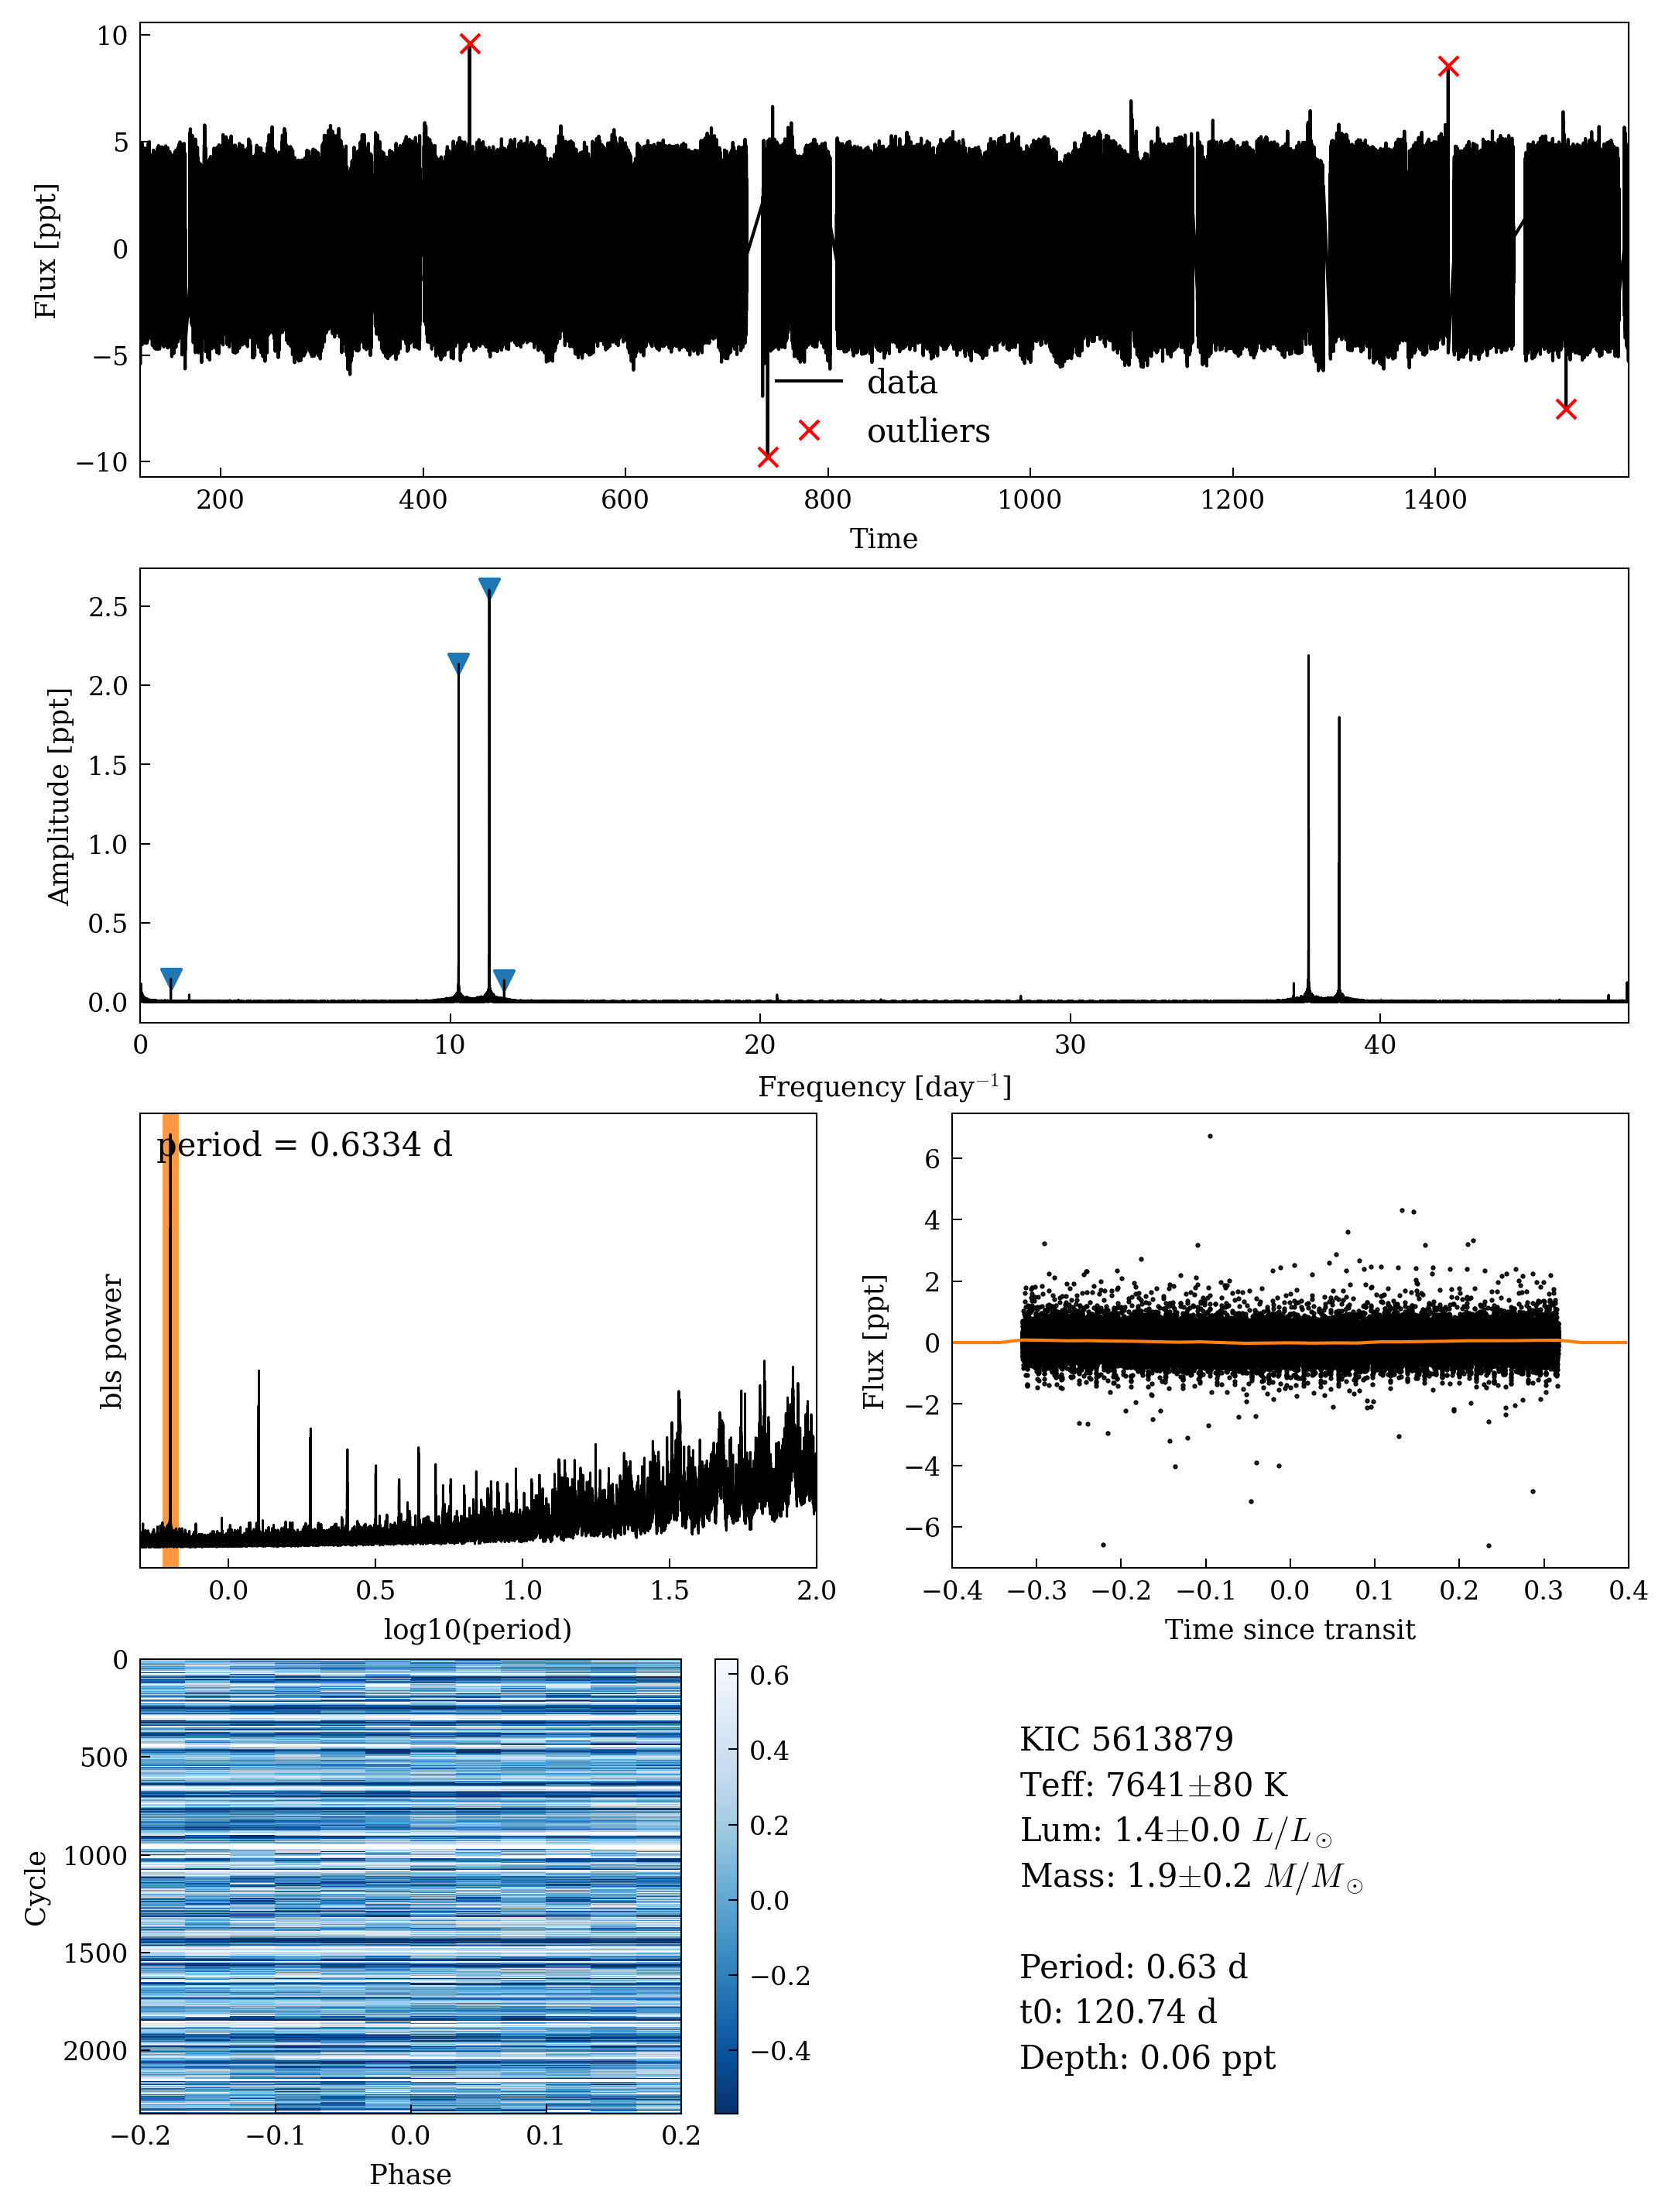 10
5
0
−5
−10
Flux [ppt]
data
outliers
200 400 600 800 1000 1200 1400
Time
2.5
2.0
1.5
1.0
0.5
0.0
Amplitude [ppt]
0 10 20 30 40
Frequency [day⁻¹]
period = 0.6334 d
bls power
0.0 0.5 1.0 1.5 2.0
log10(period)
6
4
2
0
−2
−4
−6
Flux [ppt]
−0.4 −0.3 −0.2 −0.1 0.0 0.1 0.2 0.3 0.4
Time since transit
0
500
1000
1500
2000
Cycle
−0.2 −0.1 0.0 0.1 0.2
Phase
0.6
0.4
0.2
0.0
−0.2
−0.4
KIC 5613879
Teff: 7641±80 K
Lum: 1.4±0.0 L/L⊙
Mass: 1.9±0.2 M/M⊙
Period: 0.63 d
t0: 120.74 d
Depth: 0.06 ppt